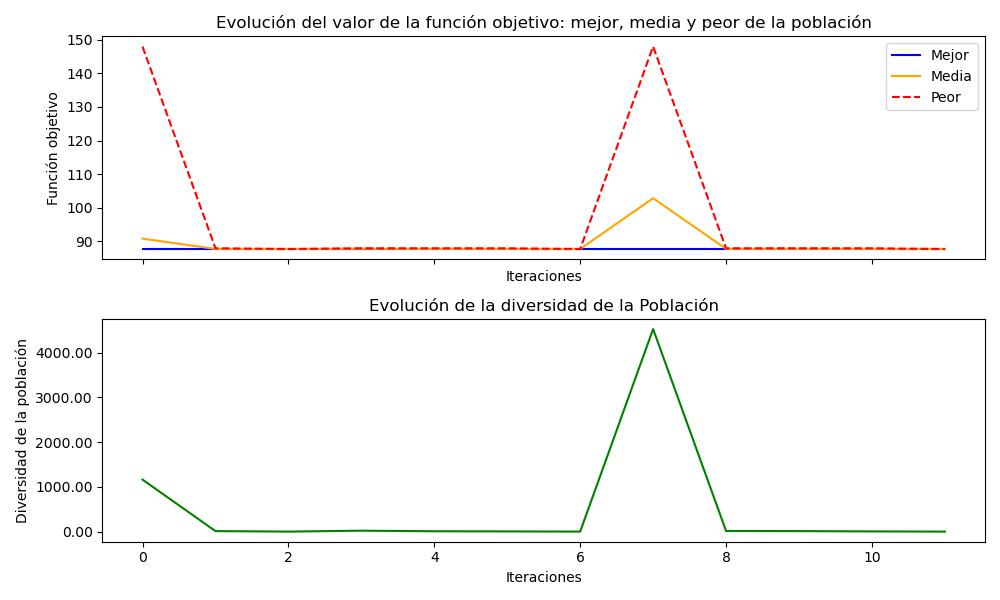 Evolución del valor de la función objetivo: mejor, media y peor de la población
150
140
130
120
110
100
90
Función objetivo
Mejor
Media
Peor
Iteraciones
Evolución de la diversidad de la Población
4000.00
3000.00
2000.00
1000.00
0.00
Diversidad de la población
0 2 4 6 8 10
Iteraciones